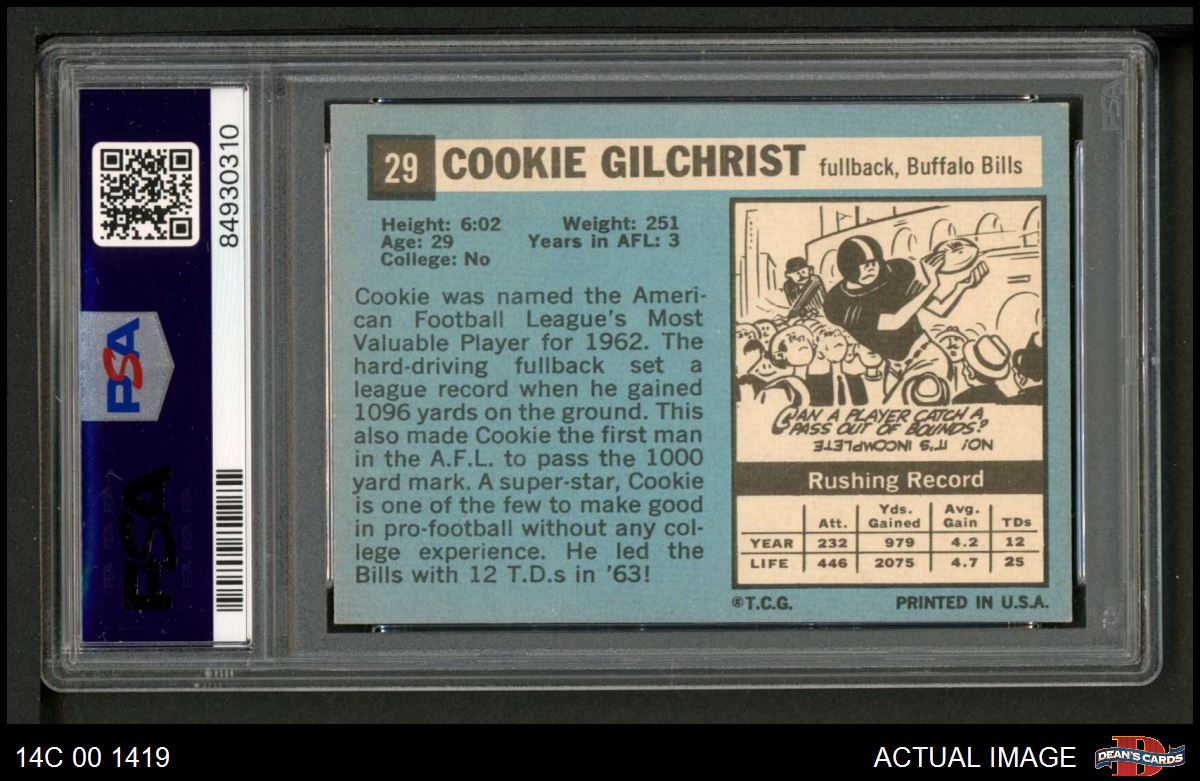 84930310
PSA
PSA
29 COOKIE GILCHRIST fullback, Buffalo Bills
Height: 6:02 Weight: 251
Age: 29 Years in AFL: 3
College: No
Cookie was named the Ameri-
can Football League's Most
Valuable Player for 1962. The
hard-driving fullback set a
league record when he gained
1096 yards on the ground. This
also made Cookie the first man
in the A.F.L. to pass the 1000
yard mark. A super-star, Cookie
is one of the few to make good
in pro-football without any col-
lege experience. He led the
Bills with 12 T.D.s in '63!
CAN A PLAYER CATCH A
PASS OUT OF BOUNDS?
NO! IT'S INCOMPLETE
Rushing Record
Att. Yds. Gained Avg. Gain TDs
YEAR 232 979 4.2 12
LIFE 446 2075 4.7 25
©T.C.G. PRINTED IN U.S.A.
PSA
14C 00 1419
ACTUAL IMAGE
DEAN'S CARDS